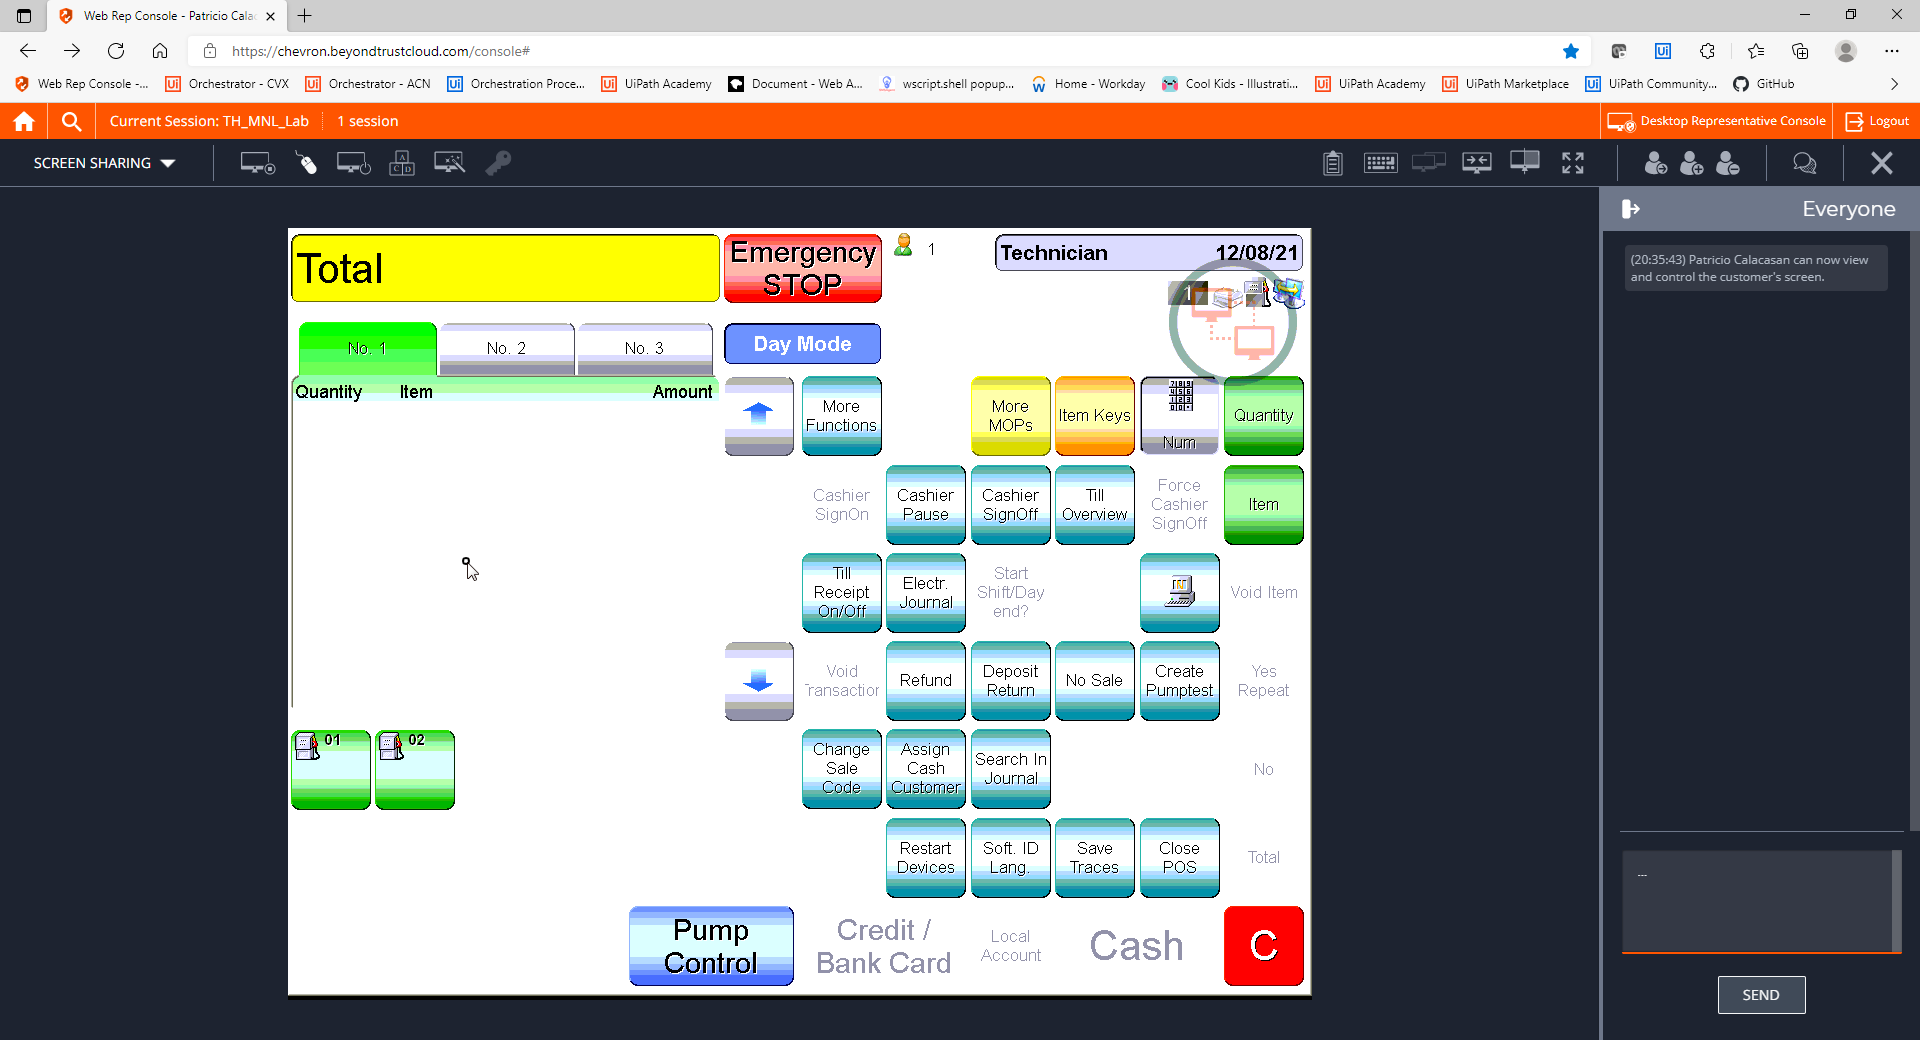 Web Rep Console - Patricio Cala
https://chevron.beyondtrustcloud.com/console#
Web Rep Console -...
Orchestrator - CVX
Orchestrator - ACN
Orchestration Proce...
UiPath Academy
Document - Web A...
wscript.shell popup...
Home - Workday
Cool Kids - Illustrati...
UiPath Academy
UiPath Marketplace
UiPath Community...
GitHub
Current Session: TH_MNL_Lab
1 session
Desktop Representative Console
Logout
SCREEN SHARING
Everyone
(20:35:43) Patricio Calacasan can now view
and control the customer's screen.
Total
Emergency
STOP
1
Technician 12/08/21
1
No. 1
No. 2
No. 3
Day Mode
Quantity Item Amount
More
Functions
More
MOPs
Item Keys
Num
Quantity
Cashier
SignOn
Cashier
Pause
Cashier
SignOff
Till
Overview
Force
Cashier
SignOff
Item
Till
Receipt
On/Off
Electr.
Journal
Start
Shift/Day
end?
Void Item
Void
Transaction
Refund
Deposit
Return
No Sale
Create
Pumptest
Yes
Repeat
01
02
Change
Sale
Code
Assign
Cash
Customer
Search In
Journal
No
Restart
Devices
Soft. ID
Lang.
Save
Traces
Close
POS
Total
Pump
Control
Credit /
Bank Card
Local
Account
Cash
C
...
SEND